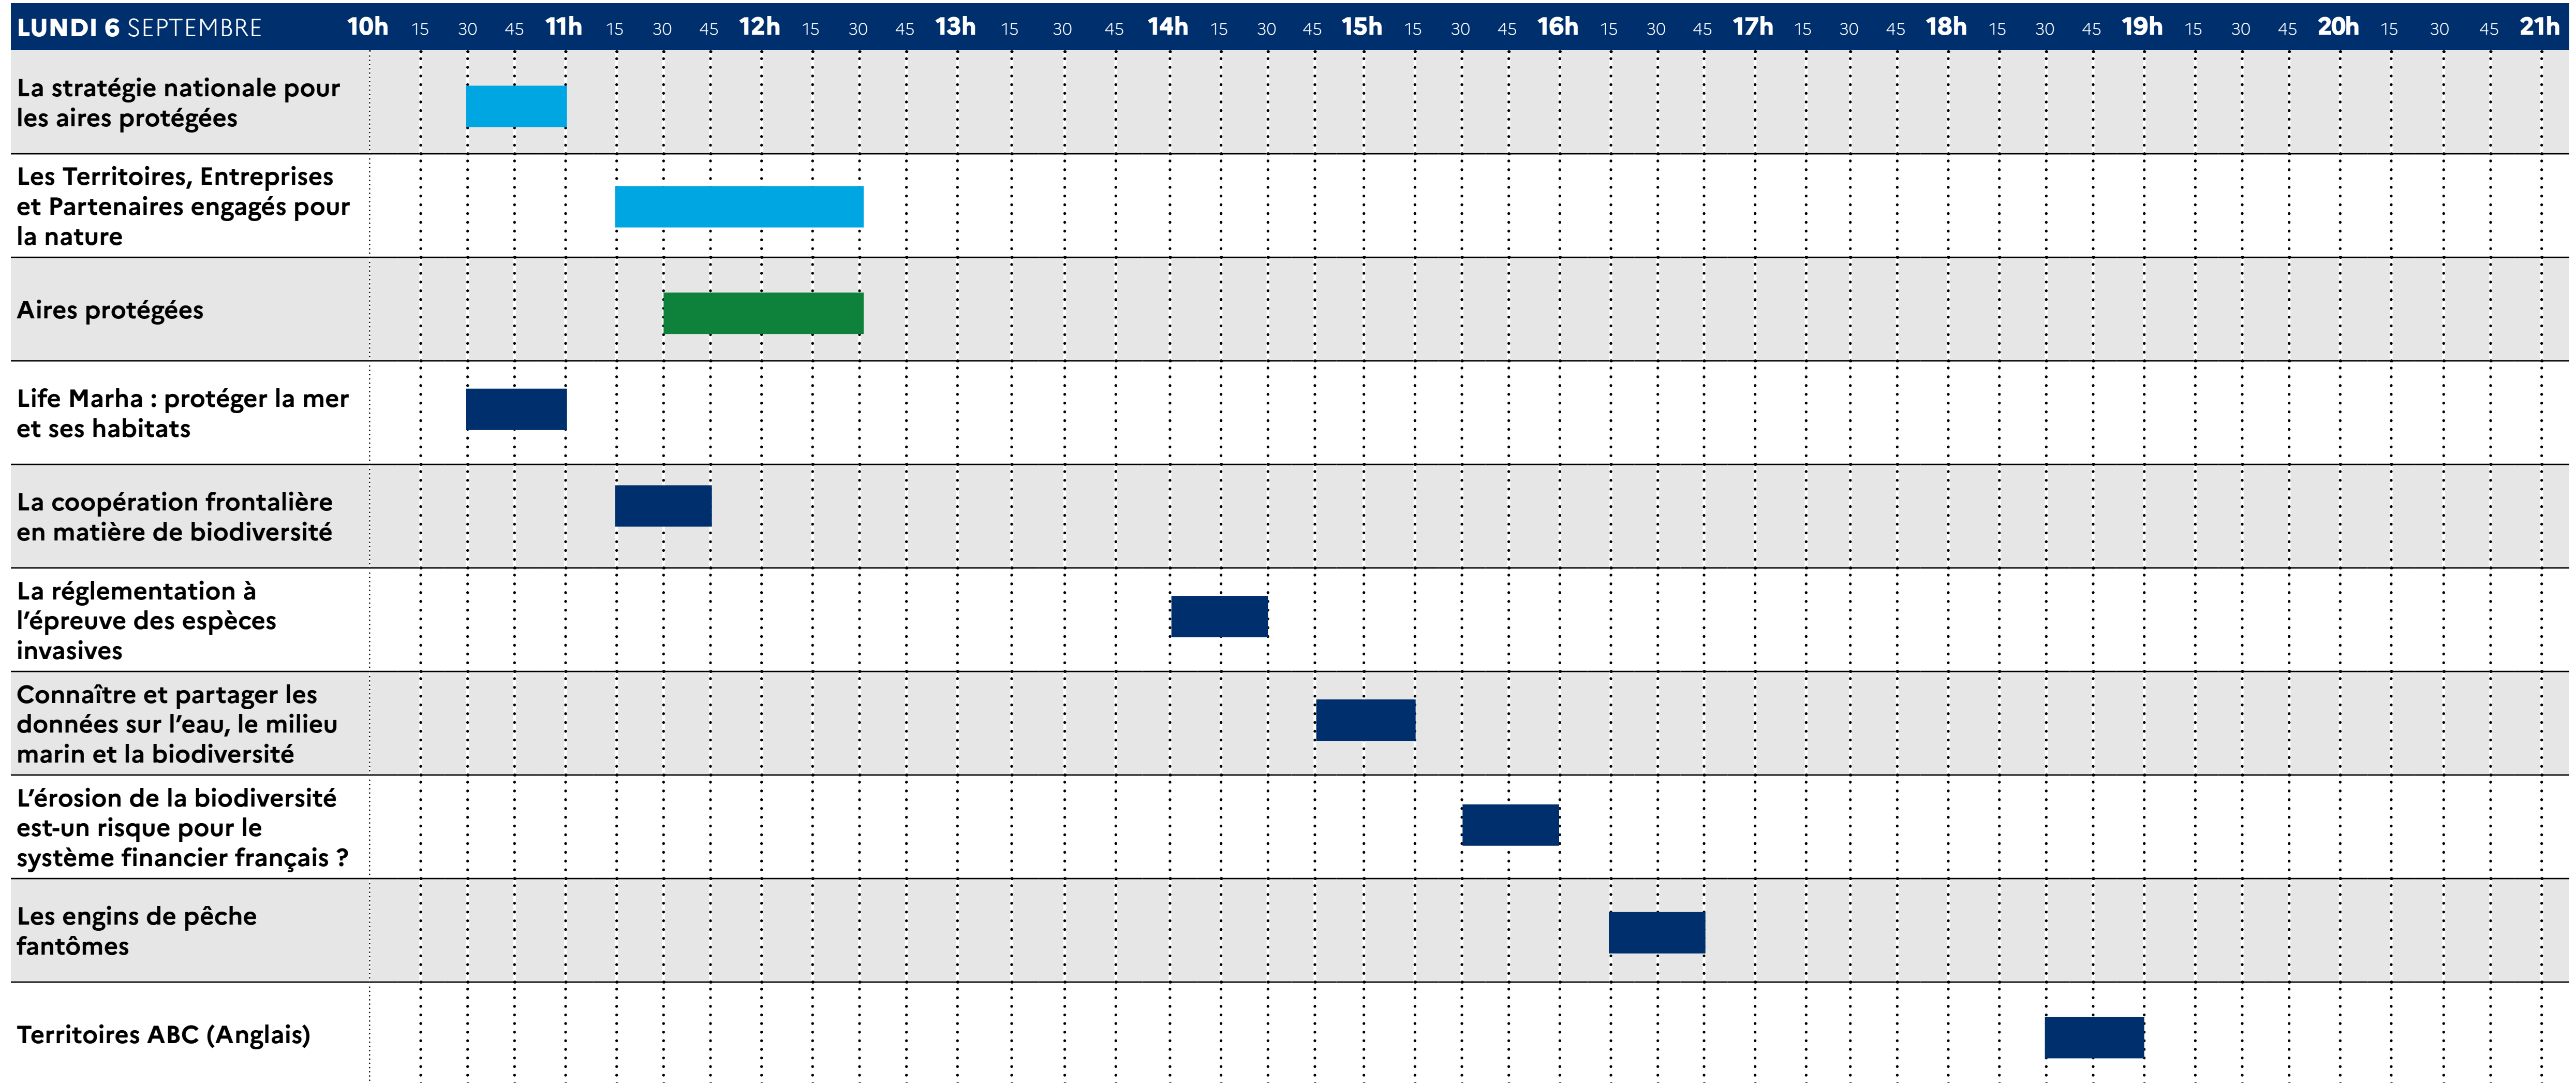 LUNDI 6 SEPTEMBRE 10h 15 30 45 11h 15 30 45 12h 15 30 45 13h 15 30 45 14h 15 30 45 15h 15 30 45 16h 15 30 45 17h 15 30 45 18h 15 30 45 19h 15 30 45 20h 15 30 45 21h
La stratégie nationale pour
les aires protégées
Les Territoires, Entreprises
et Partenaires engagés pour
la nature
Aires protégées
Life Marha : protéger la mer
et ses habitats
La coopération frontalière
en matière de biodiversité
La réglementation à
l’épreuve des espèces
invasives
Connaître et partager les
données sur l’eau, le milieu
marin et la biodiversité
L’érosion de la biodiversité
est-un risque pour le
système financier français ?
Les engins de pêche
fantômes
Territoires ABC (Anglais)